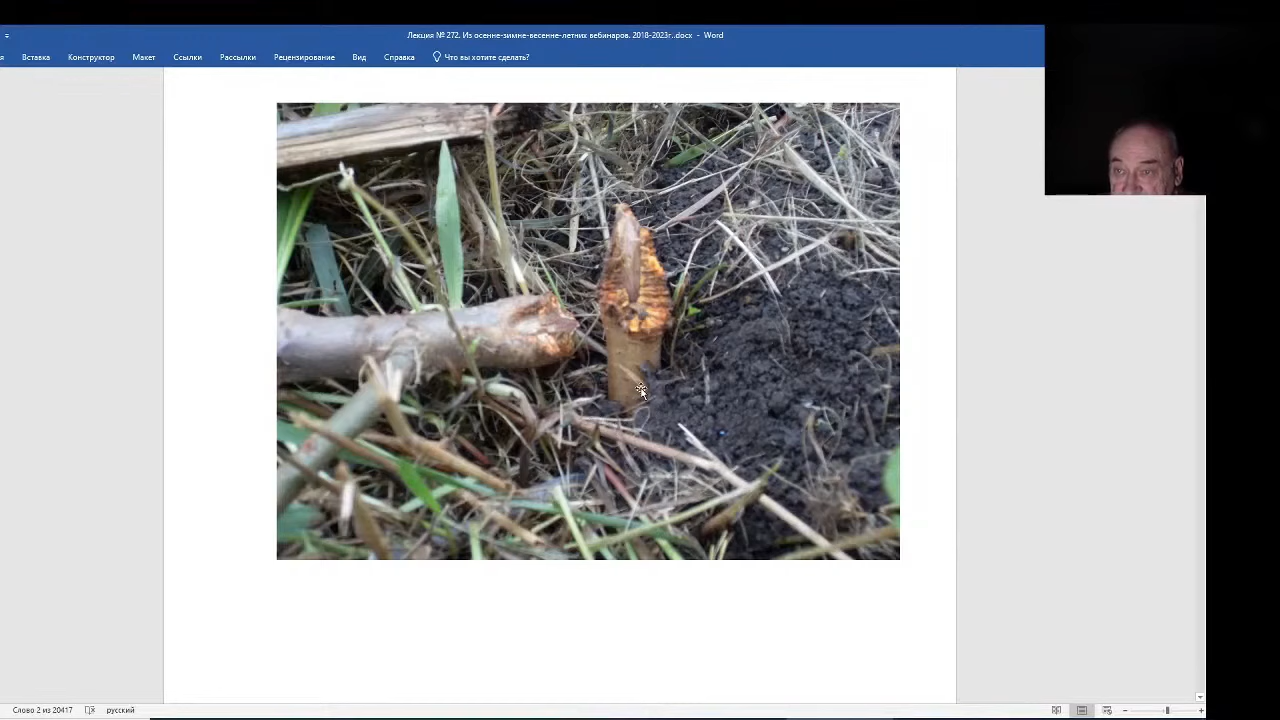 Лекция № 272. Из осенне-зимне-весенне-летних вебинаров. 2018-2023г..docx - Word
я Вставка Конструктор Макет Ссылки Рассылки Рецензирование Вид Справка Что вы хотите сделать?
Слово 2 из 20417 русский